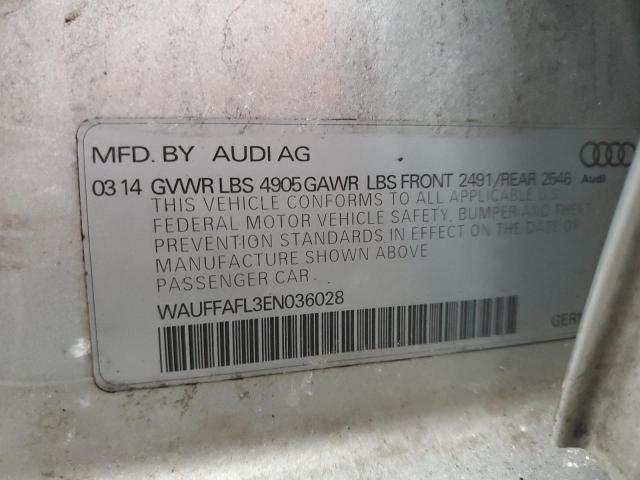 MFD. BY AUDI AG
03 14 GVWR LBS 4905 GAWR LBS FRONT 2491/REAR 2546
Audi
THIS VEHICLE CONFORMS TO ALL APPLICABLE U.S.
FEDERAL MOTOR VEHICLE SAFETY, BUMPER AND THEFT
PREVENTION STANDARDS IN EFFECT ON THE DATE OF
MANUFACTURE SHOWN ABOVE
PASSENGER CAR.
WAUFFAFL3EN036028
GER